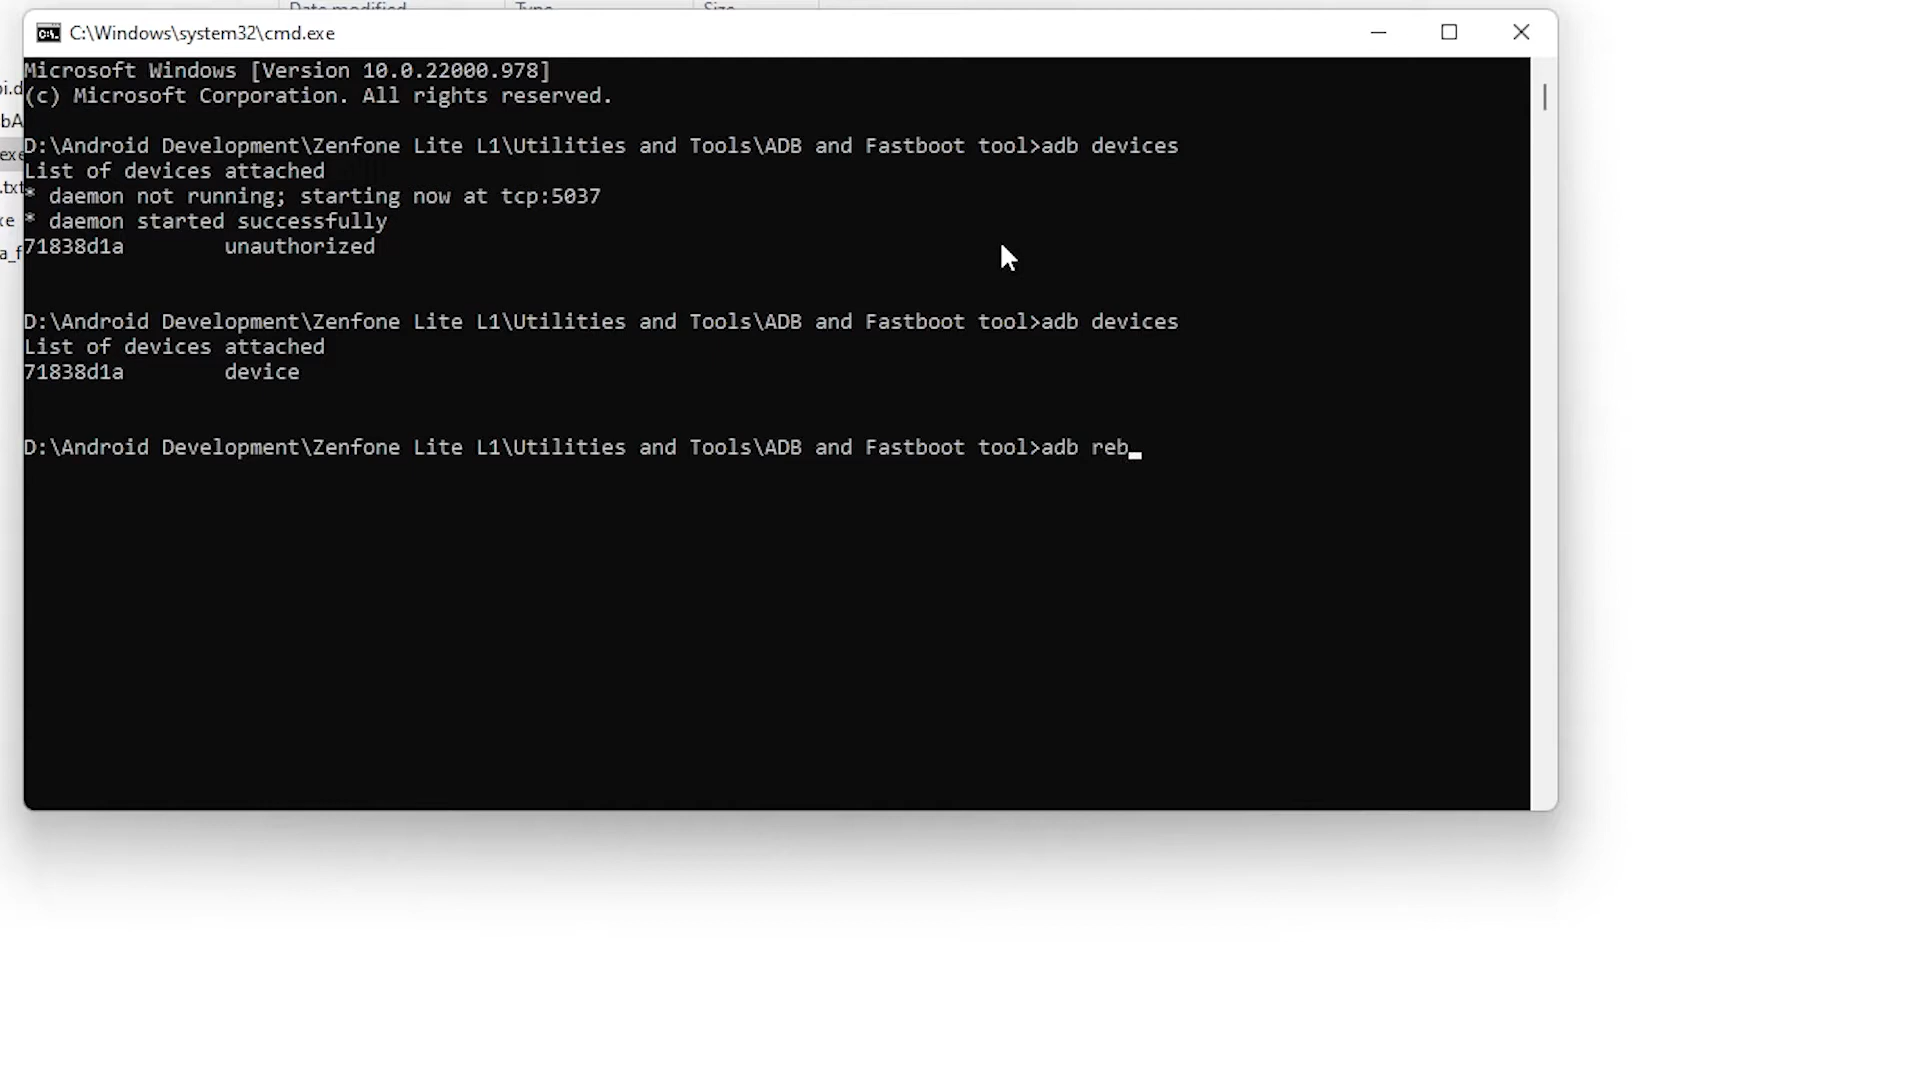 Date modified Type Size
C:\Windows\system32\cmd.exe
Microsoft Windows [Version 10.0.22000.978]
(c) Microsoft Corporation. All rights reserved.
D:\Android Development\Zenfone Lite L1\Utilities and Tools\ADB and Fastboot tool>adb devices
List of devices attached
* daemon not running; starting now at tcp:5037
* daemon started successfully
71838d1a unauthorized
D:\Android Development\Zenfone Lite L1\Utilities and Tools\ADB and Fastboot tool>adb devices
List of devices attached
71838d1a device
D:\Android Development\Zenfone Lite L1\Utilities and Tools\ADB and Fastboot tool>adb reb